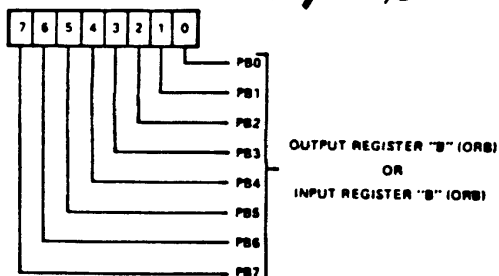 7 6 5 4 3 2 1 0
PB0
PB1
PB2
PB3
PB4
PB5
PB6
PB7
OUTPUT REGISTER "B" (ORB)
OR
INPUT REGISTER "B" (ORB)